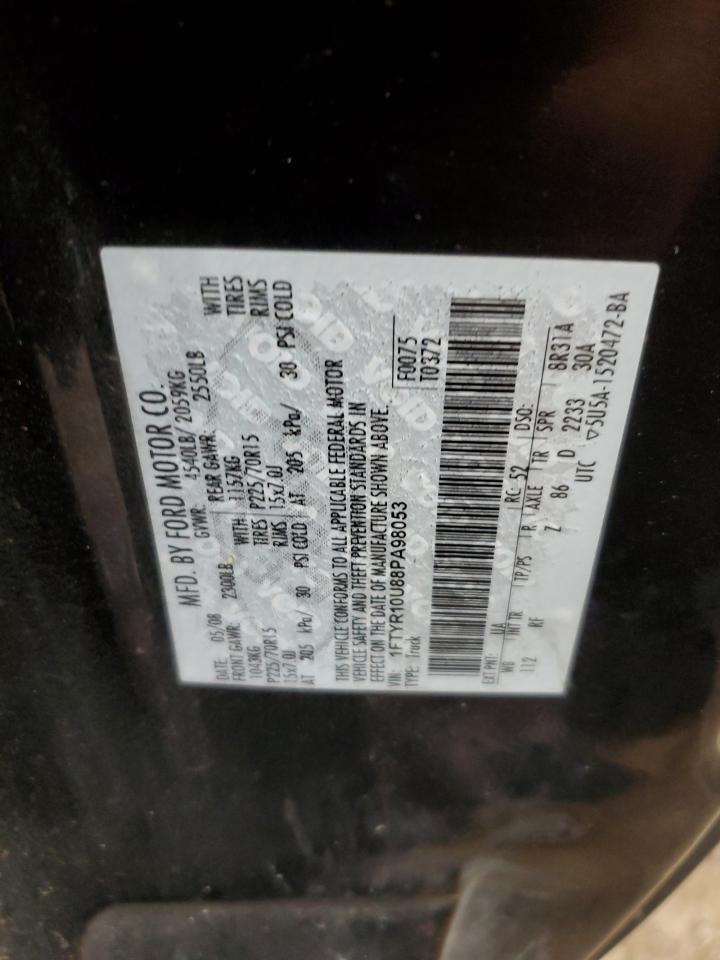 MFD. BY FORD MOTOR CO.
DATE: 05/08 GVWR: 4540LB/ 2059KG
FRONT GAWR: 2300LB REAR GAWR: 2550LB
1043KG WITH 1157KG WITH
P225/70R15 TIRES P225/70R15 TIRES
15x7.0J RIMS 15x7.0J RIMS
AT 205 kPa/ 30 PSI COLD AT 205 kPa/ 30 PSI COLD
THIS VEHICLE CONFORMS TO ALL APPLICABLE FEDERAL MOTOR
VEHICLE SAFETY AND THEFT PREVENTION STANDARDS IN
EFFECT ON THE DATE OF MANUFACTURE SHOWN ABOVE.
VIN: 1FTYR10U88PA98053 F0075
TYPE: Truck T0372
EXT PNT: UA RC: 52 DSO:
WB INT TR TP/PS R AXLE TR SPR 8R31A
112 RF Z 86 D 2233 30A
UTC ▽5U5A-1520472-BA